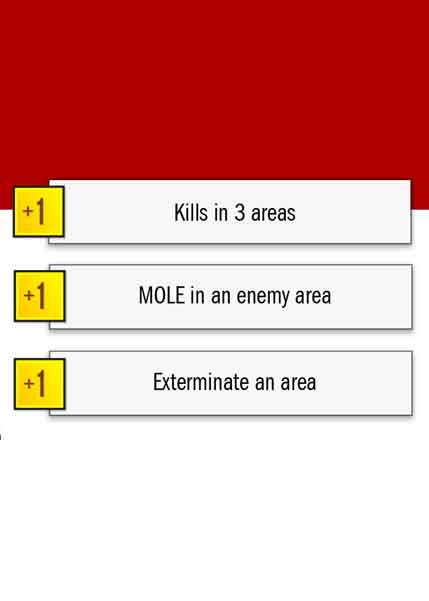 +1 Kills in 3 areas
+1 MOLE in an enemy area
+1 Exterminate an area